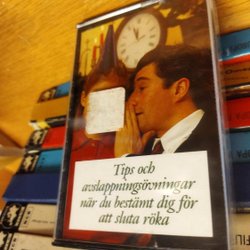 Tips och
avslappningsövningar
när du bestämt dig för
att sluta röka